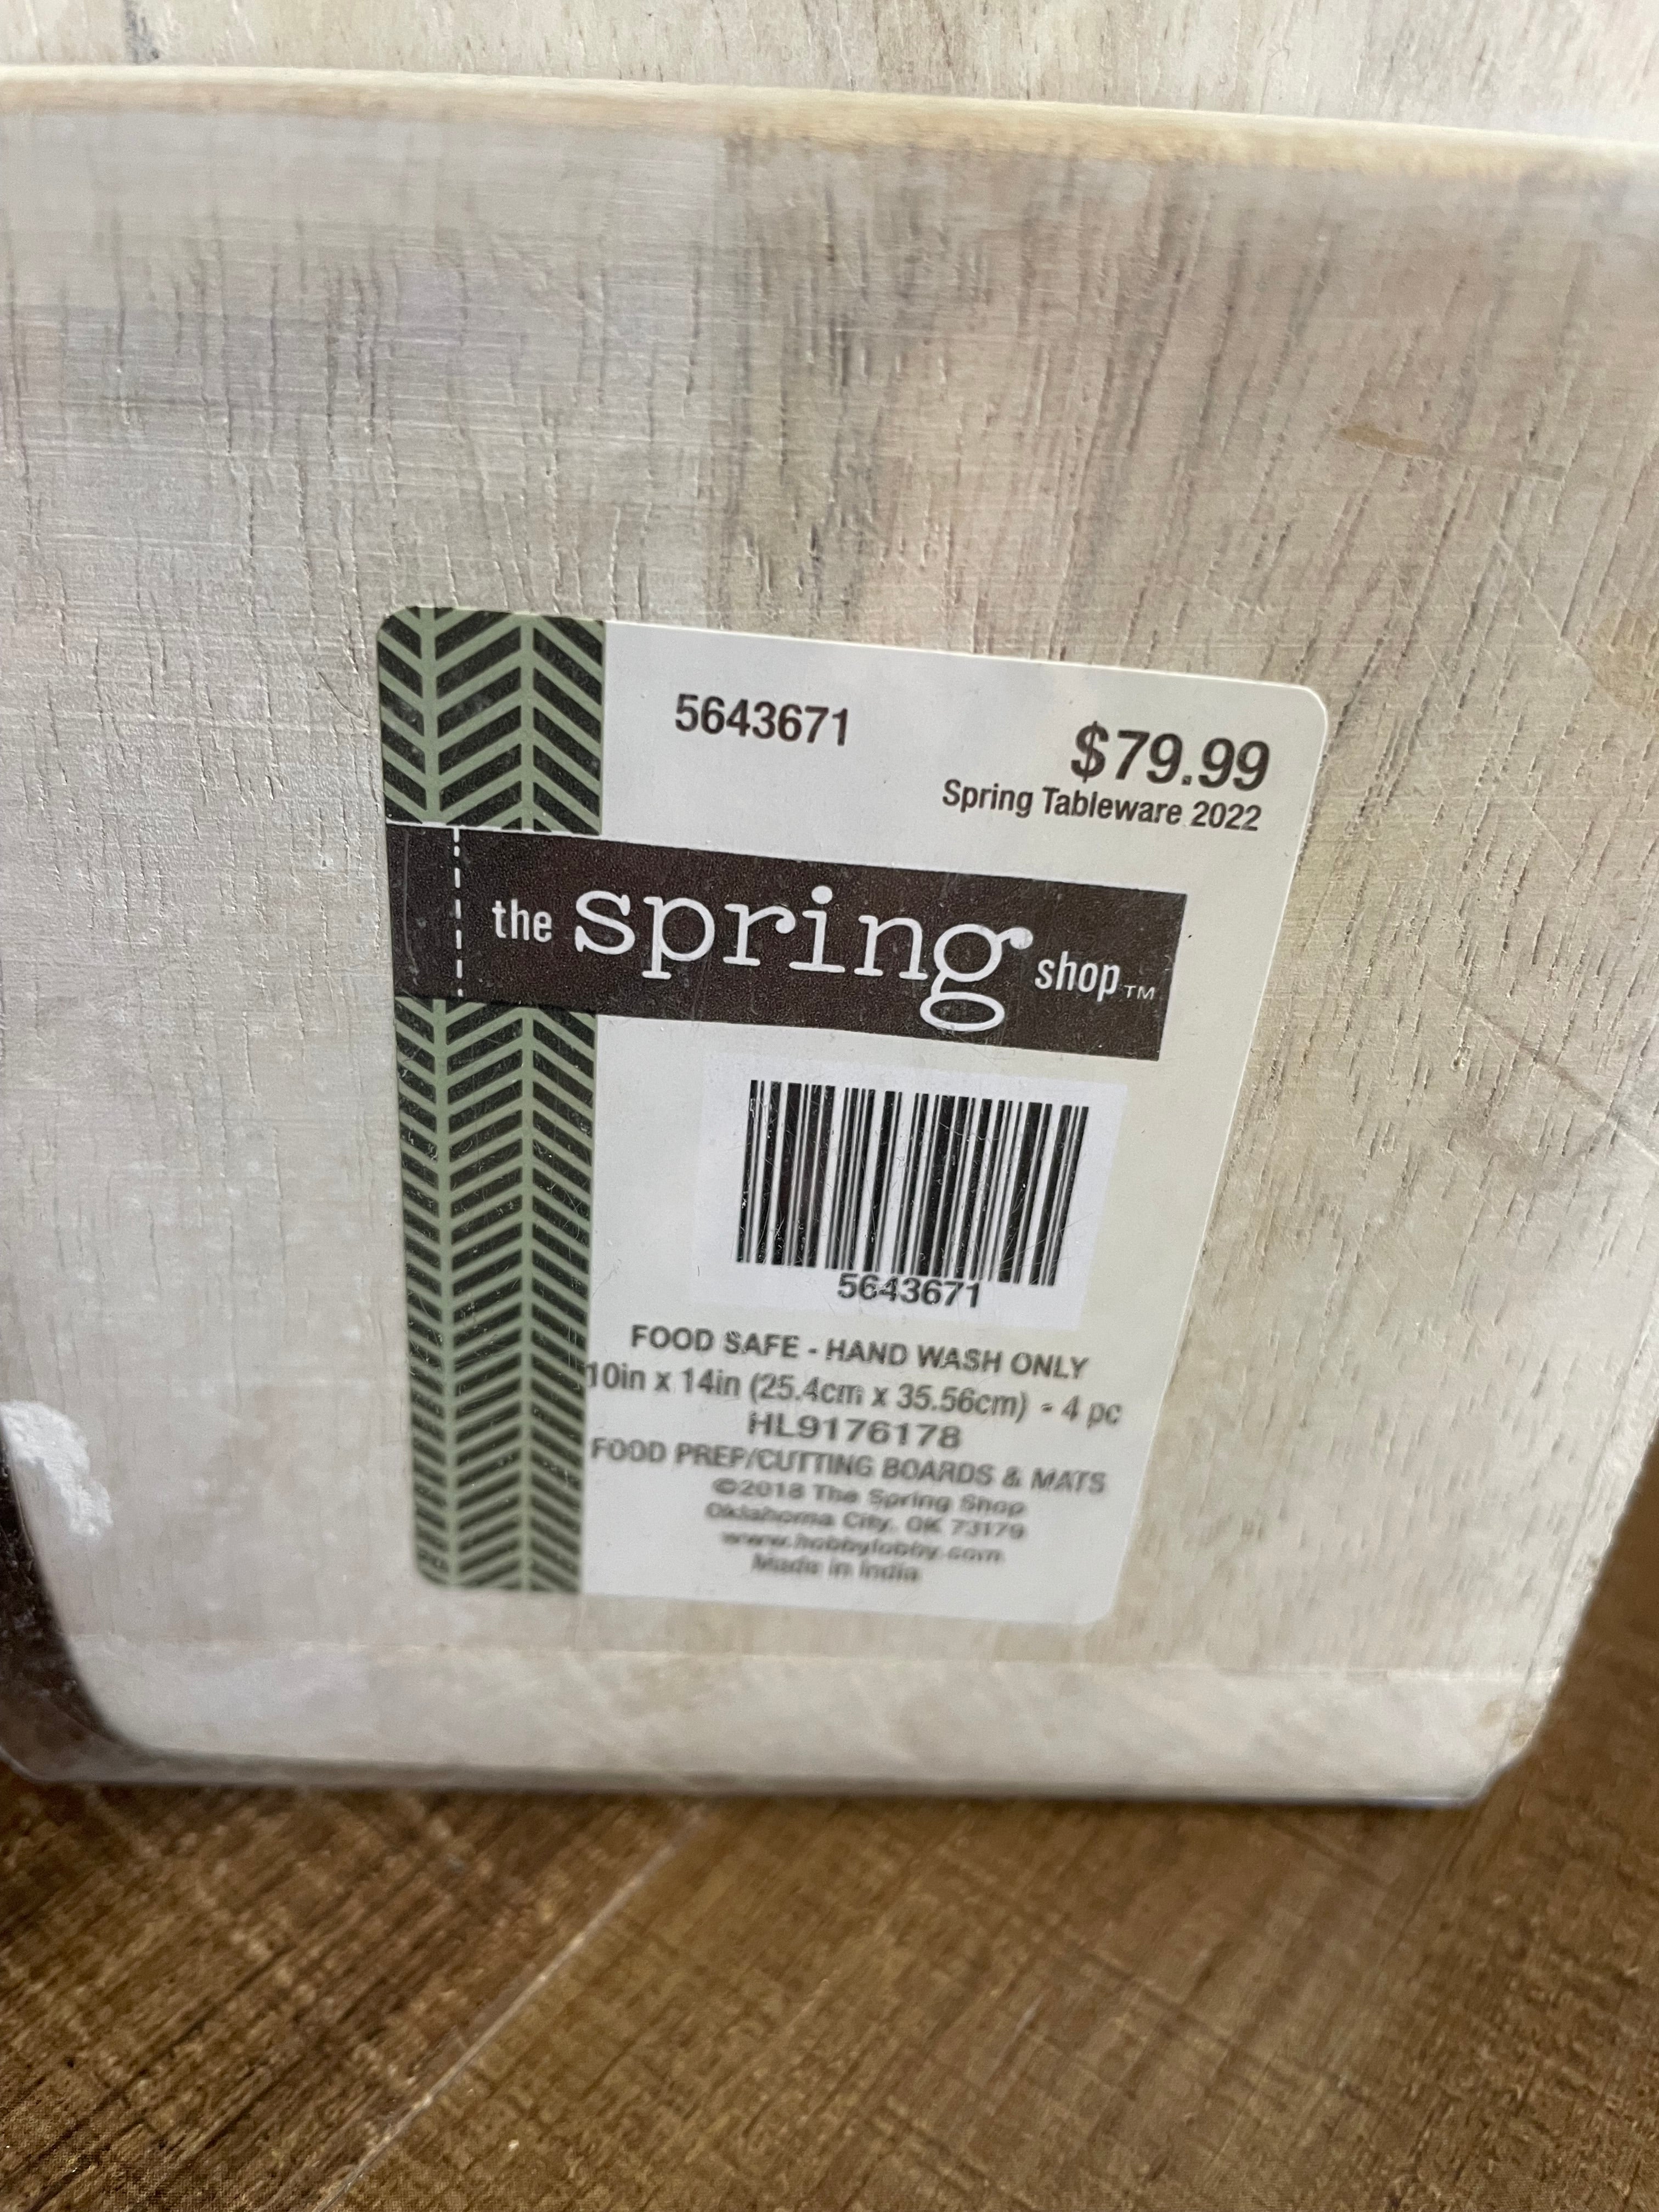 5643671
$79.99
Spring Tableware 2022
the spring shop™
5643671
FOOD SAFE - HAND WASH ONLY
10in x 14in (25.4cm x 35.56cm) - 4 pc
HL9176178
FOOD PREP/CUTTING BOARDS & MATS
©2018 The Spring Shop
Oklahoma City, OK 73179
www.hobbylobby.com
Made in India